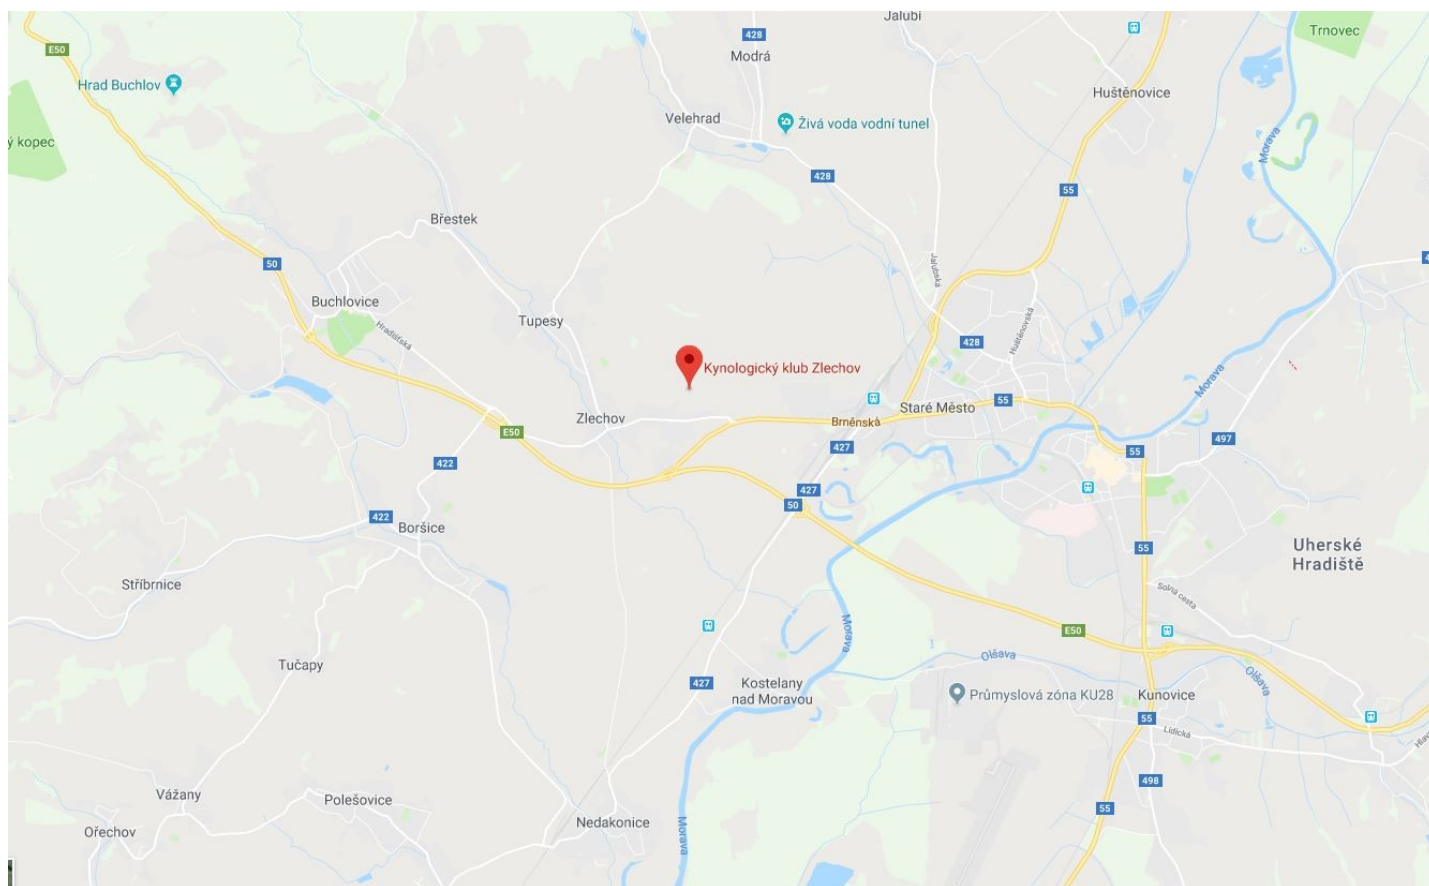 Jalubí
Trnovec
E50
428
Modrá
Hrad Buchlov
Huštěnovice
Velehrad
Živá voda vodní tunel
ý kopec
Morava
428
55
Břestek
50
Jalubská
Buchlovice
Hradišťská
Tupesy
Huštěnovská
428
Kynologický klub Zlechov
Morava
55
Staré Město
Zlechov
Brněnská
E50
427
497
55
422
427
50
422
Boršice
55
Uherské
Hradiště
Stříbrnice
Solná cesta
E50
Morava
Olšava
Tučapy
Olšava
427
Kostelany
nad Moravou
Průmyslová zóna KU28
Kunovice
55
Lidická
498
Vážany
Polešovice
55
Nedakonice
Ořechov
Morava